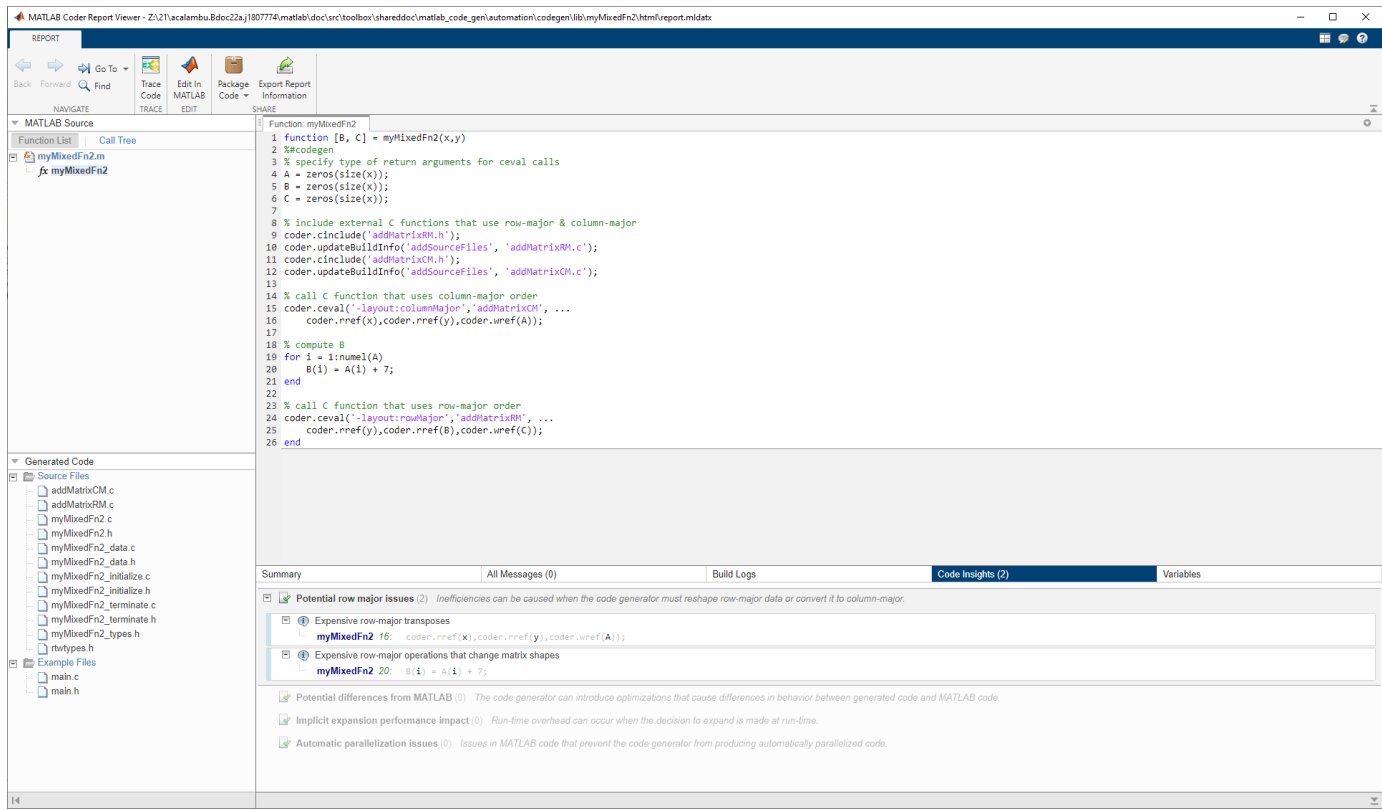 MATLAB Coder Report Viewer - Z:\21\acalambu.Bdoc22a.j1807774\matlab\doc\src\toolbox\shareddoc\matlab_code_gen\automation\codegen\lib\myMixedFn2\html\report.mldatx
REPORT
Back
Forward
Go To
Find
Trace Code
Edit In MATLAB
Package Code
Export Report Information
NAVIGATE
TRACE
EDIT
SHARE
MATLAB Source
Function List
Call Tree
myMixedFn2.m
fx myMixedFn2
Generated Code
Source Files
addMatrixCM.c
addMatrixRM.c
myMixedFn2.c
myMixedFn2.h
myMixedFn2_data.c
myMixedFn2_data.h
myMixedFn2_initialize.c
myMixedFn2_initialize.h
myMixedFn2_terminate.c
myMixedFn2_terminate.h
myMixedFn2_types.h
rtwtypes.h
Example Files
main.c
main.h
Function: myMixedFn2
1 function [B, C] = myMixedFn2(x,y)
2 %#codegen
3 % specify type of return arguments for ceval calls
4 A = zeros(size(x));
5 B = zeros(size(x));
6 C = zeros(size(x));
7
8 % include external C functions that use row-major & column-major
9 coder.cinclude('addMatrixRM.h');
10 coder.updateBuildInfo('addSourceFiles', 'addMatrixRM.c');
11 coder.cinclude('addMatrixCM.h');
12 coder.updateBuildInfo('addSourceFiles', 'addMatrixCM.c');
13
14 % call C function that uses column-major order
15 coder.ceval('-layout:columnMajor','addMatrixCM', ...
16     coder.rref(x),coder.rref(y),coder.wref(A));
17
18 % compute B
19 for i = 1:numel(A)
20     B(i) = A(i) + 7;
21 end
22
23 % call C function that uses row-major order
24 coder.ceval('-layout:rowMajor','addMatrixRM', ...
25     coder.rref(y),coder.rref(B),coder.wref(C));
26 end
Summary
All Messages (0)
Build Logs
Code Insights (2)
Variables
Potential row major issues (2) Inefficiencies can be caused when the code generator must reshape row-major data or convert it to column-major.
Expensive row-major transposes
myMixedFn2 16: coder.rref(x),coder.rref(y),coder.wref(A));
Expensive row-major operations that change matrix shapes
myMixedFn2 20: B(i) = A(i) + 7;
Potential differences from MATLAB (0) The code generator can introduce optimizations that cause differences in behavior between generated code and MATLAB code.
Implicit expansion performance impact (0) Run-time overhead can occur when the decision to expand is made at run-time.
Automatic parallelization issues (0) Issues in MATLAB code that prevent the code generator from producing automatically parallelized code.